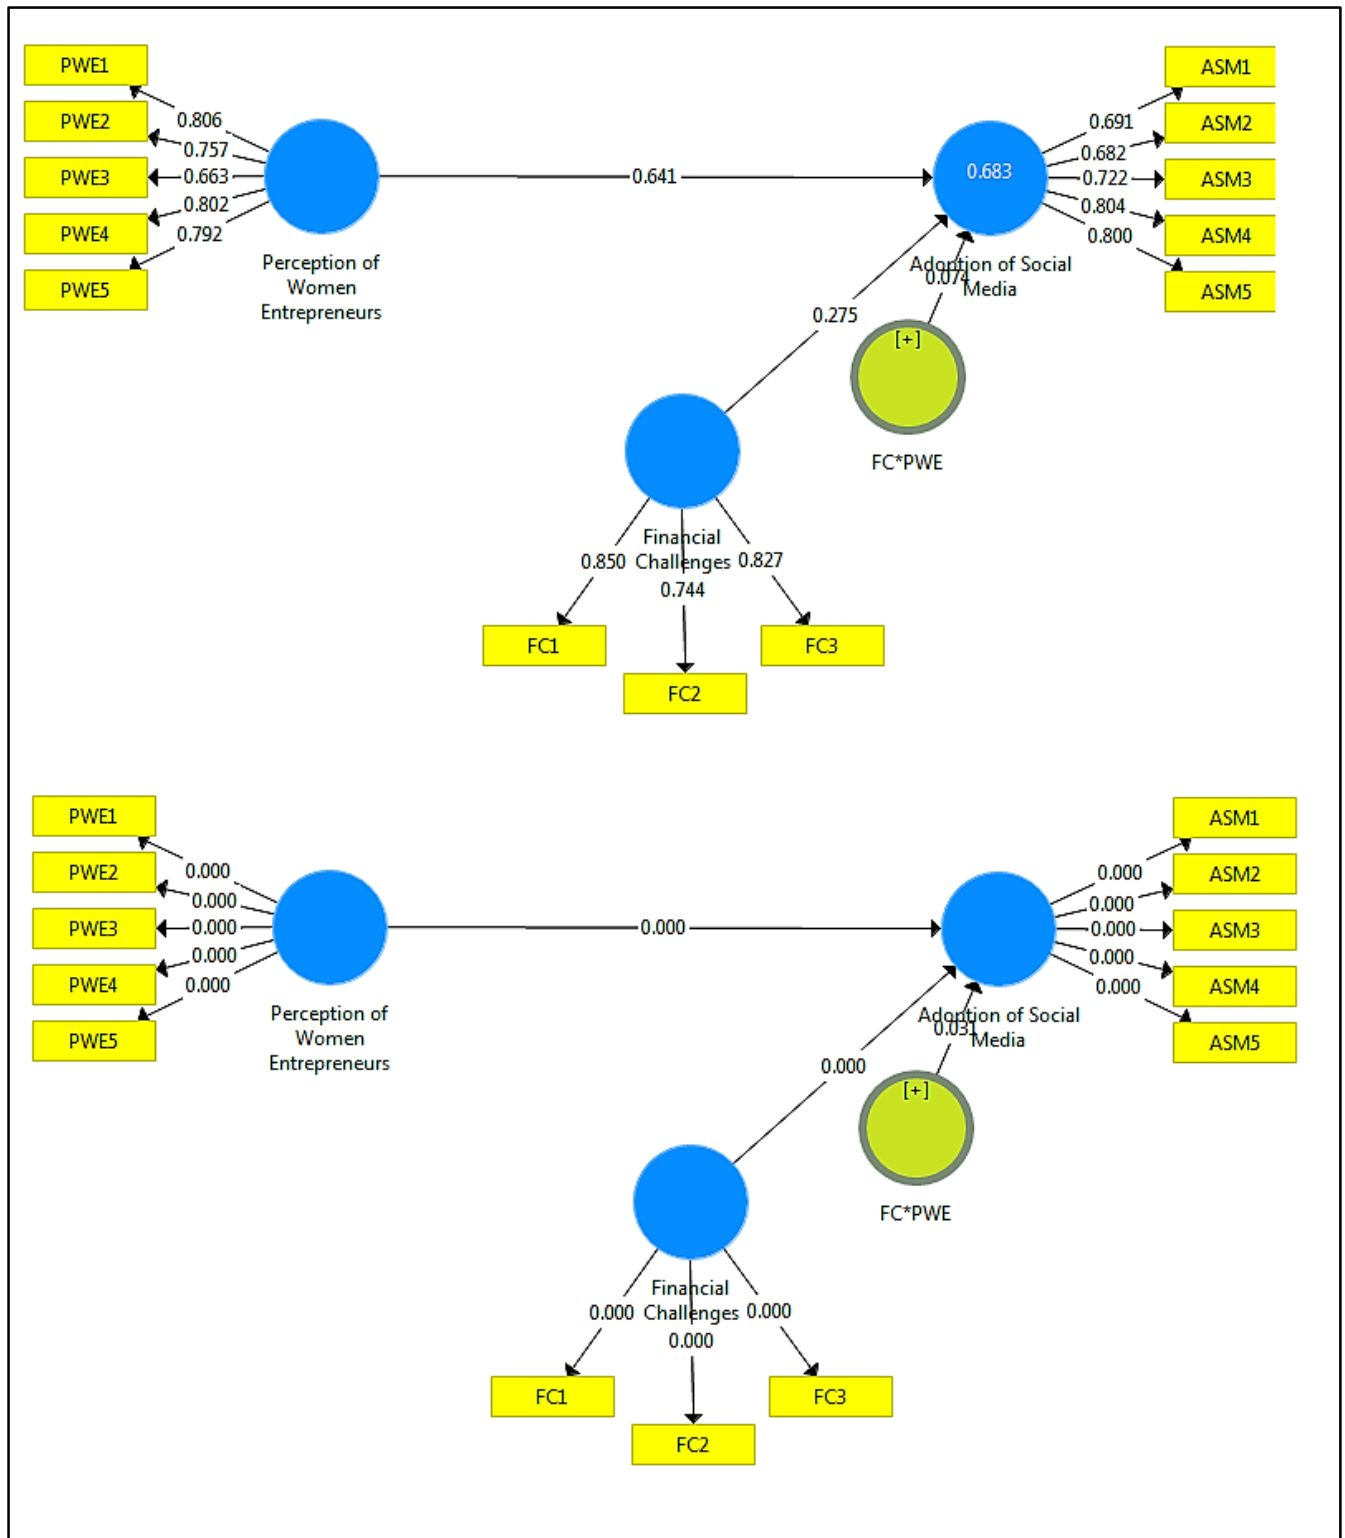 PWE1
PWE2
PWE3
PWE4
PWE5
0.806
0.757
0.663
0.802
0.792
Perception of
Women
Entrepreneurs
0.641
0.683
Adoption of Social
Media
0.691
0.682
0.722
0.804
0.800
ASM1
ASM2
ASM3
ASM4
ASM5
0.074
0.275
[+]
FC*PWE
Financial
Challenges
0.850
0.744
0.827
FC1
FC2
FC3
PWE1
PWE2
PWE3
PWE4
PWE5
0.000
0.000
0.000
0.000
0.000
Perception of
Women
Entrepreneurs
0.000
Adoption of Social
Media
0.000
0.000
0.000
0.000
0.000
ASM1
ASM2
ASM3
ASM4
ASM5
0.031
0.000
[+]
FC*PWE
Financial
Challenges
0.000
0.000
0.000
FC1
FC2
FC3